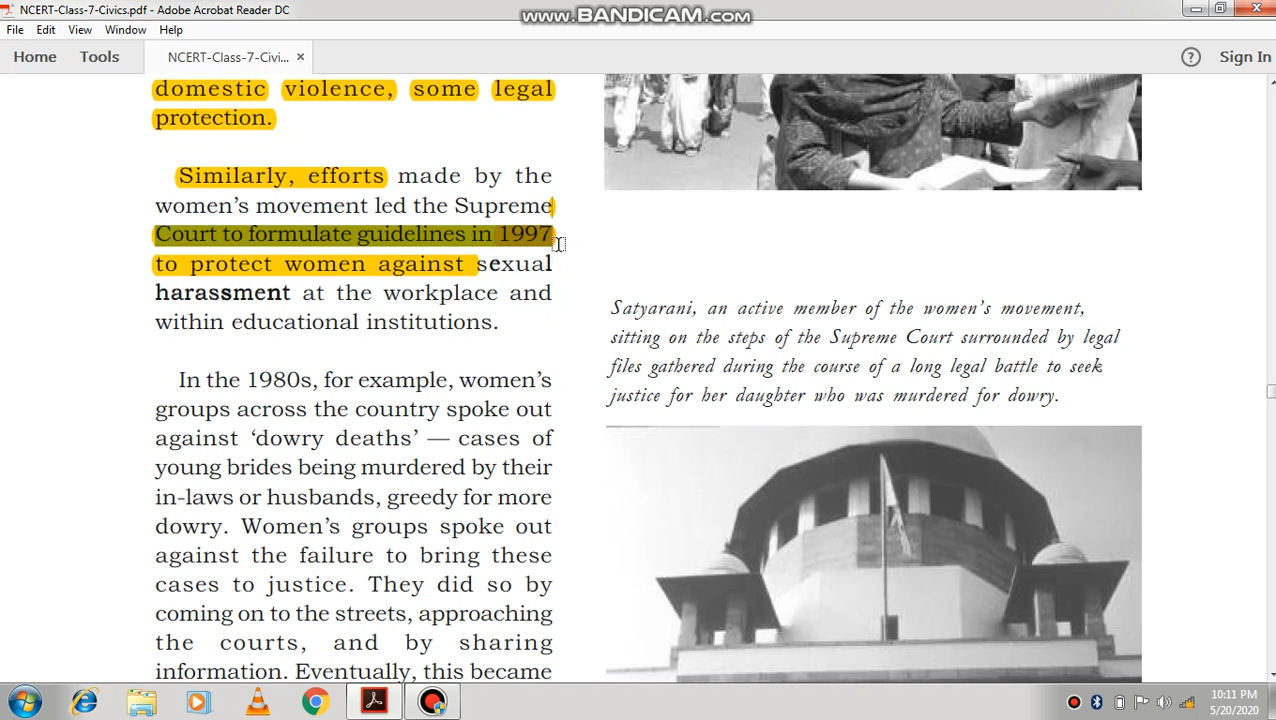 NCERT-Class-7-Civics.pdf - Adobe Acrobat Reader DC
www.BANDICAM.com
File Edit View Window Help
Home Tools NCERT-Class-7-Civi... × ? Sign In
domestic violence, some legal
protection.
Similarly, efforts made by the
women's movement led the Supreme
Court to formulate guidelines in 1997
to protect women against sexual
harassment at the workplace and
within educational institutions.
In the 1980s, for example, women's
groups across the country spoke out
against 'dowry deaths' — cases of
young brides being murdered by their
in-laws or husbands, greedy for more
dowry. Women's groups spoke out
against the failure to bring these
cases to justice. They did so by
coming on to the streets, approaching
the courts, and by sharing
information. Eventually, this became
Satyarani, an active member of the women's movement,
sitting on the steps of the Supreme Court surrounded by legal
files gathered during the course of a long legal battle to seek
justice for her daughter who was murdered for dowry.
10:11 PM
5/20/2020